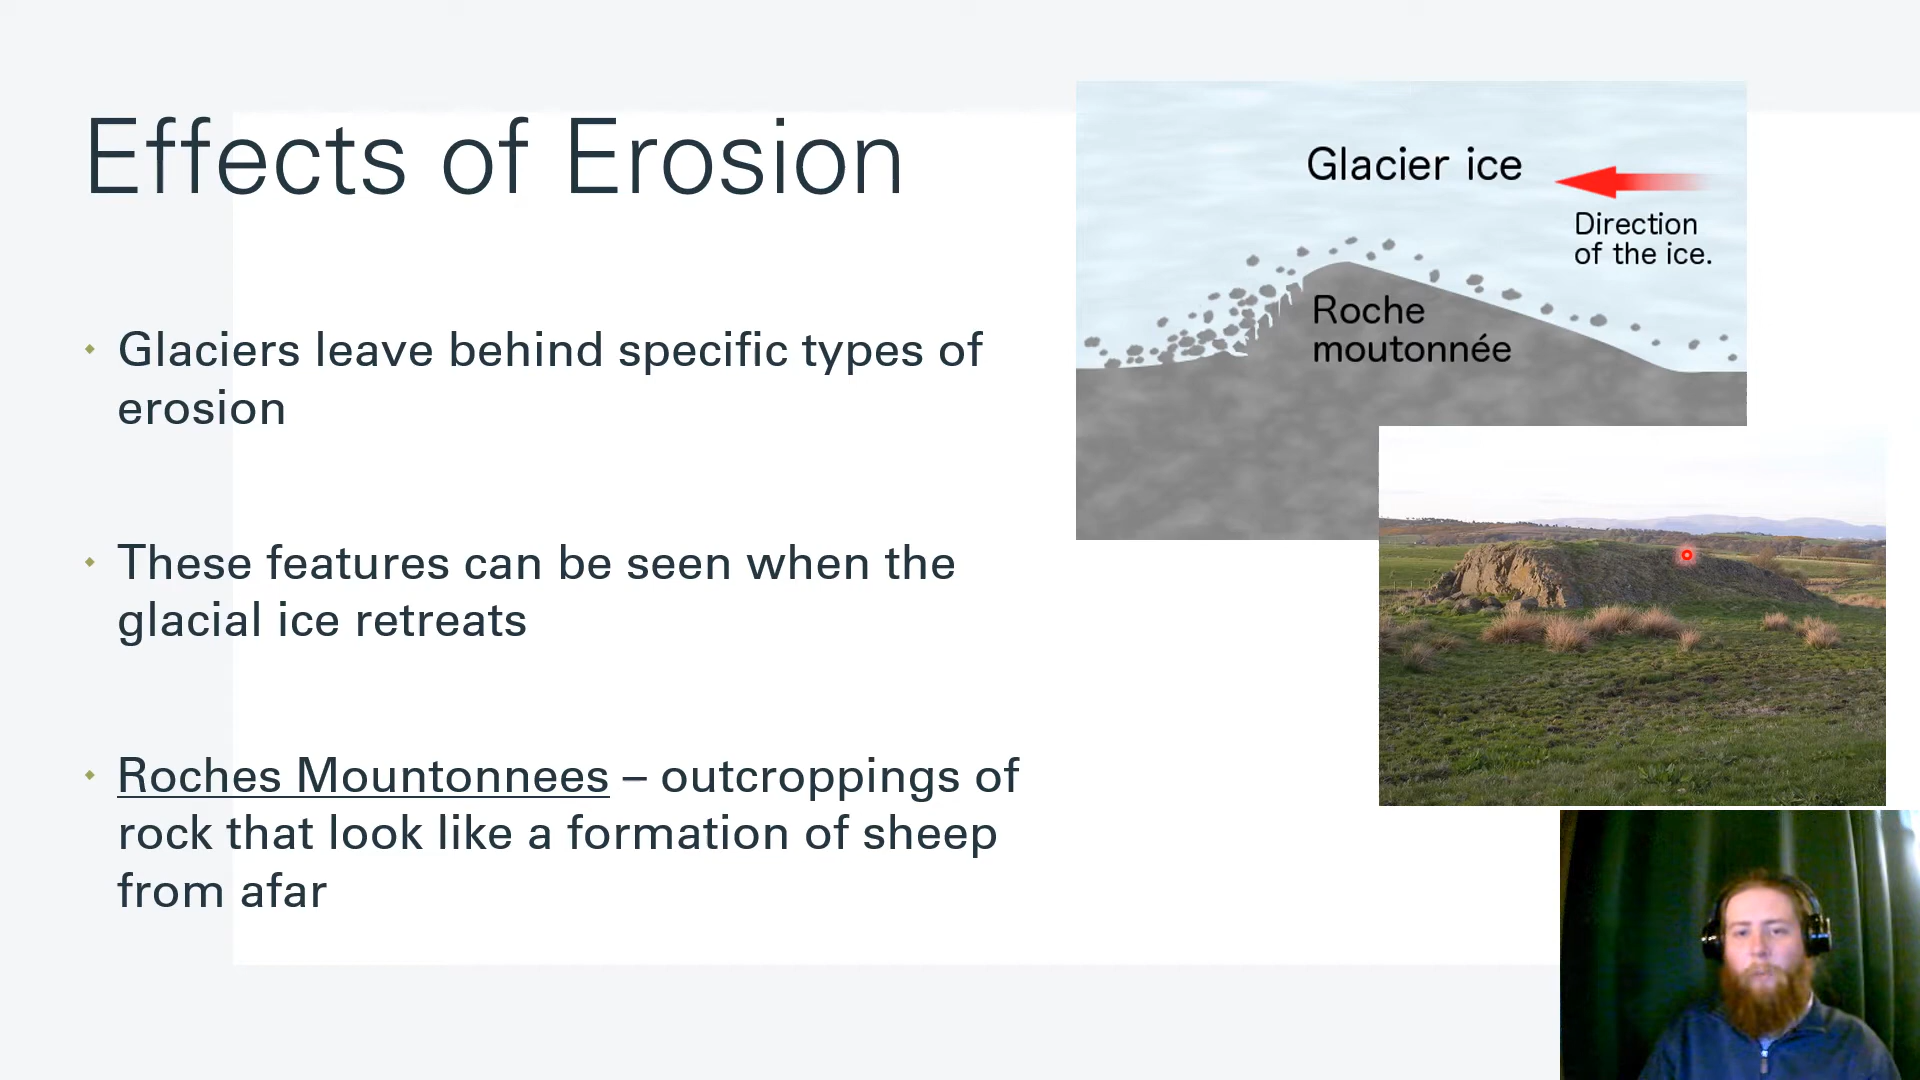 Effects of Erosion
Glaciers leave behind specific types of
erosion
These features can be seen when the
glacial ice retreats
Roches Mountonnees – outcroppings of
rock that look like a formation of sheep
from afar
Glacier ice
Direction
of the ice.
Roche
moutonnée